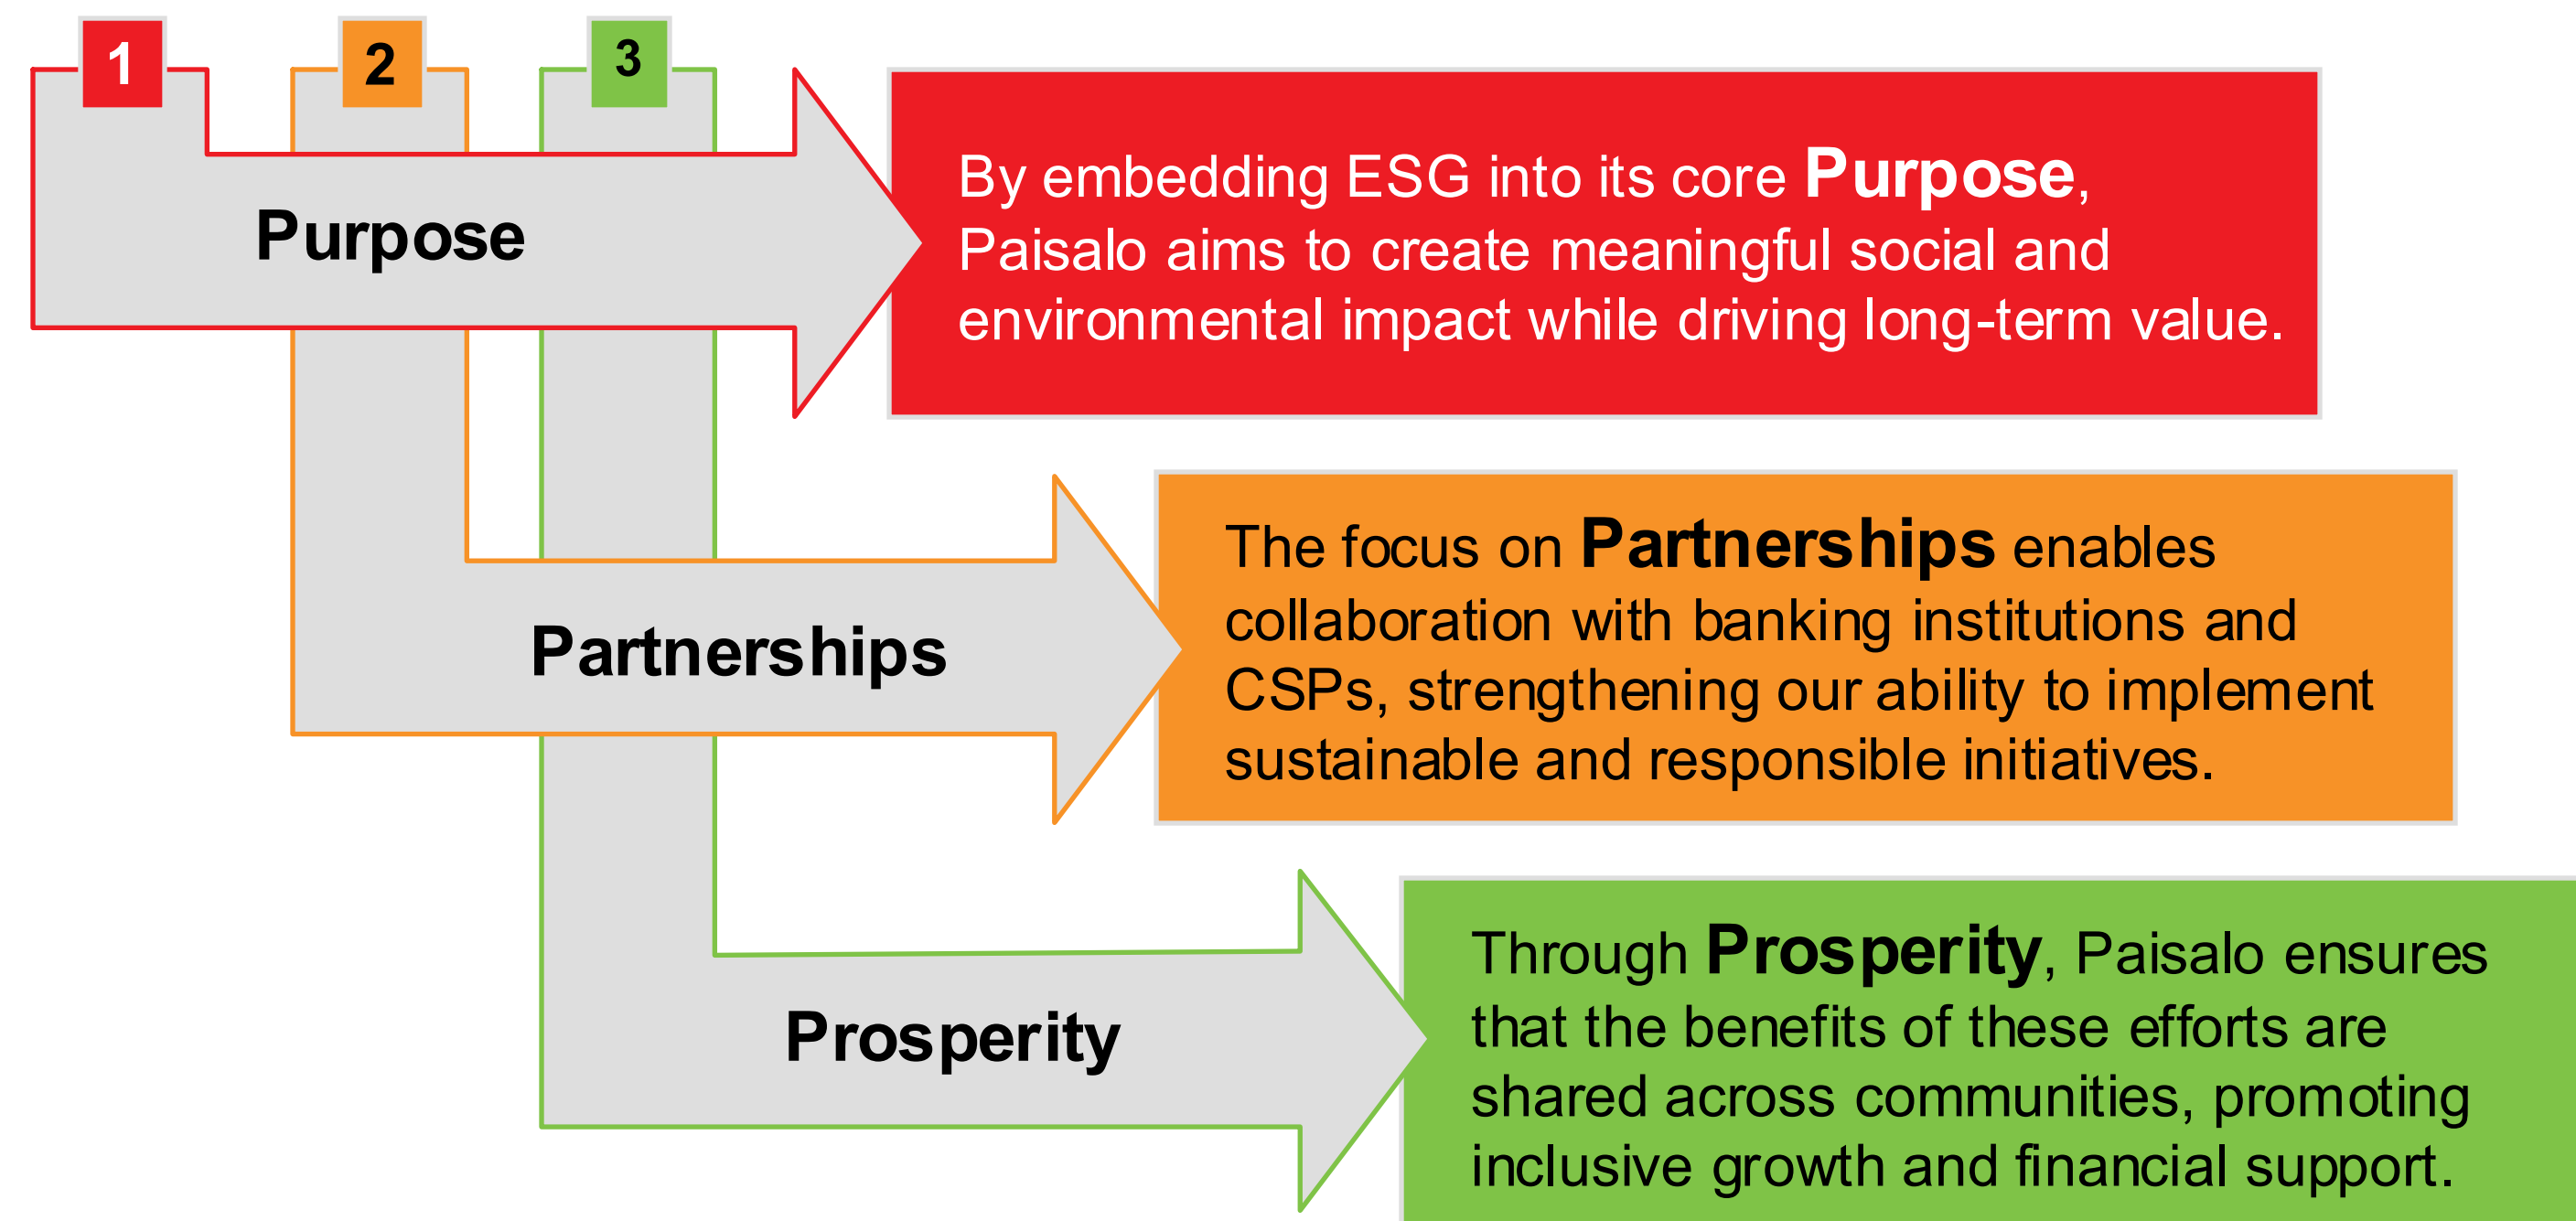 1
2
3
Purpose
By embedding ESG into its core Purpose,
Paisalo aims to create meaningful social and
environmental impact while driving long-term value.
Partnerships
The focus on Partnerships enables
collaboration with banking institutions and
CSPs, strengthening our ability to implement
sustainable and responsible initiatives.
Prosperity
Through Prosperity, Paisalo ensures
that the benefits of these efforts are
shared across communities, promoting
inclusive growth and financial support.